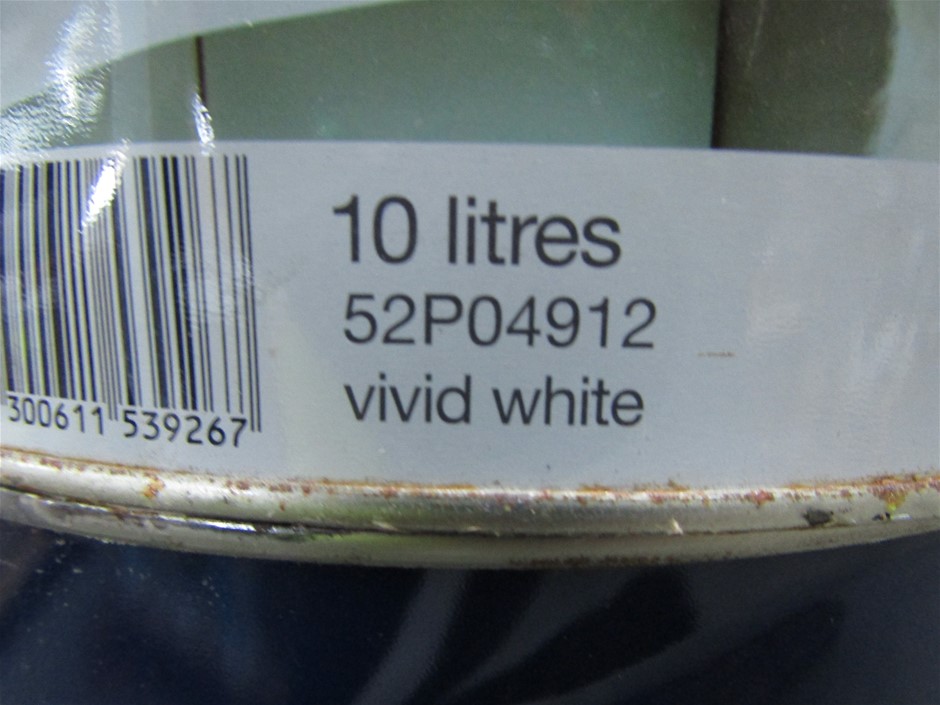 10 litres
52P04912
vivid white
300611 539267